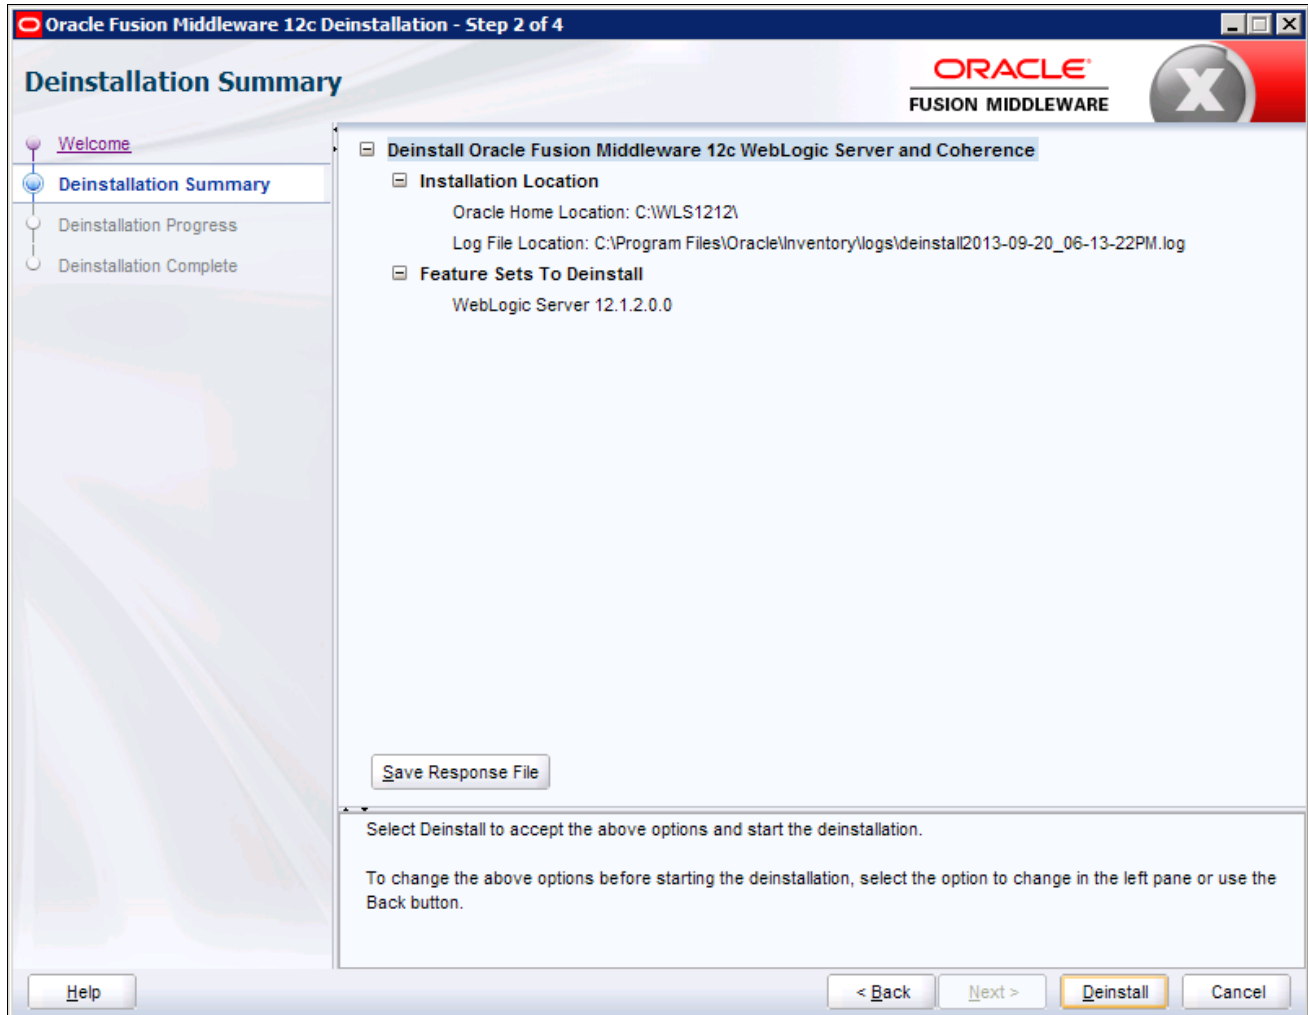 Oracle Fusion Middleware 12c Deinstallation - Step 2 of 4
Deinstallation Summary
ORACLE
FUSION MIDDLEWARE
Welcome
Deinstallation Summary
Deinstallation Progress
Deinstallation Complete
Deinstall Oracle Fusion Middleware 12c WebLogic Server and Coherence
Installation Location
Oracle Home Location: C:\WLS1212\
Log File Location: C:\Program Files\Oracle\Inventory\logs\deinstall2013-09-20_06-13-22PM.log
Feature Sets To Deinstall
WebLogic Server 12.1.2.0.0
Save Response File
Select Deinstall to accept the above options and start the deinstallation.
To change the above options before starting the deinstallation, select the option to change in the left pane or use the
Back button.
Help
< Back
Next >
Deinstall
Cancel